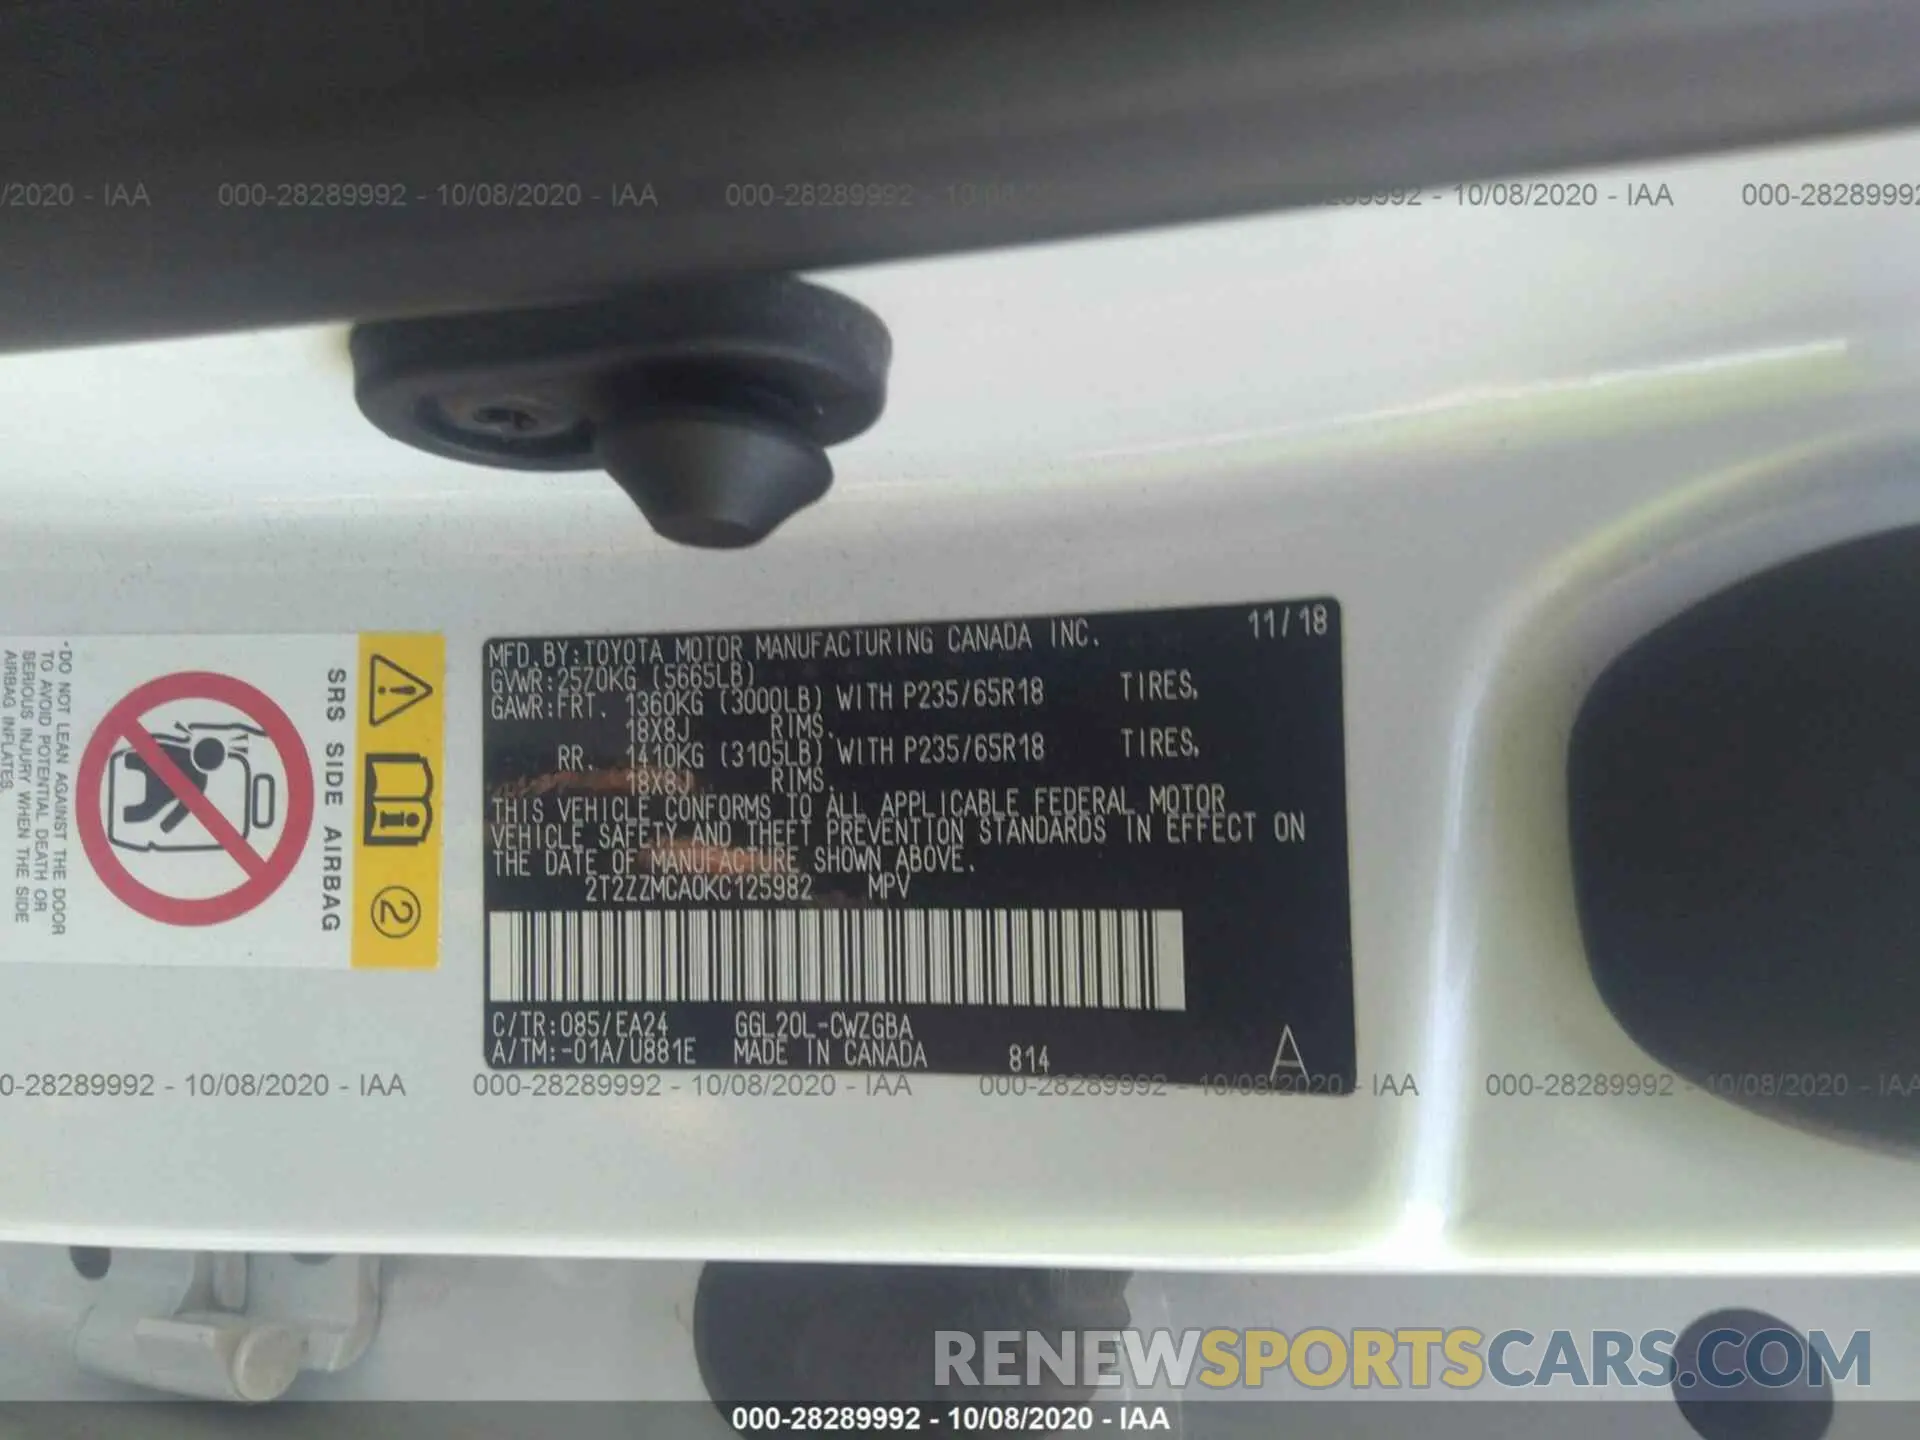 /2020 - IAA 000-28289992 - 10/08/2020 - IAA 000-28289992 - 10/08 - 10/08/2020 - IAA 000-2828999
MFD.BY:TOYOTA MOTOR MANUFACTURING CANADA INC. 11/18
GVWR:2570KG (5665LB)
GAWR:FRT. 1360KG (3000LB) WITH P235/65R18 TIRES,
18X8J RIMS.
RR. 1410KG (3105LB) WITH P235/65R18 TIRES,
18X8J RIMS.
THIS VEHICLE CONFORMS TO ALL APPLICABLE FEDERAL MOTOR
VEHICLE SAFETY AND THEFT PREVENTION STANDARDS IN EFFECT ON
THE DATE OF MANUFACTURE SHOWN ABOVE.
2T2ZZMCA0KC125982 MPV
C/TR:085/EA24 GGL20L-CWZGBA
A/TM:-01A/U881E MADE IN CANADA 814 A
SRS SIDE AIRBAG
2
*DO NOT LEAN AGAINST THE DOOR
TO AVOID POTENTIAL DEATH OR
SERIOUS INJURY WHEN THE SIDE
AIRBAG INFLATES.
0-28289992 - 10/08/2020 - IAA 000-28289992 - 10/08/2020 - IAA 000-28289992 - 10/08/2020 - IAA 000-28289992 - 10/08/2020 - IAA
RENEWSPORTSCARS.COM
000-28289992 - 10/08/2020 - IAA